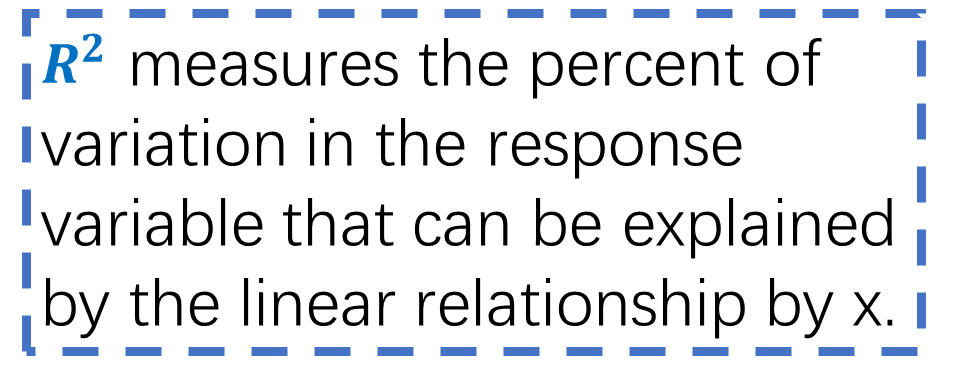 R² measures the percent of
variation in the response
variable that can be explained
by the linear relationship by x.